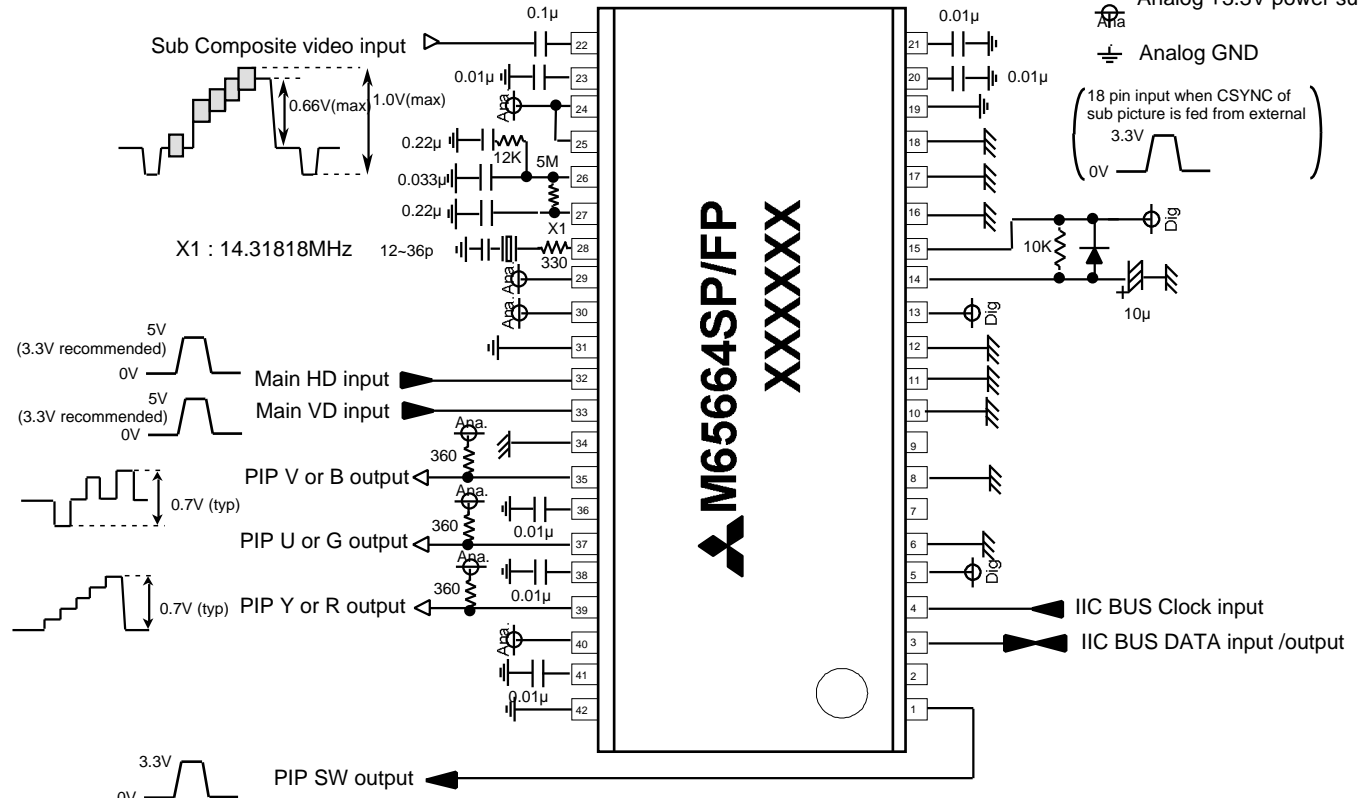 Analog +3.3V power su
Ana
Analog GND
18 pin input when CSYNC of
sub picture is fed from external
3.3V
0V
Sub Composite video input
0.66V(max)
1.0V(max)
0.1µ
0.01µ
Ana.
0.22µ
12K
5M
0.033µ
0.22µ
X1
X1 : 14.31818MHz
12~36p
330
Ana.
Ana.
5V
(3.3V recommended)
0V
Main HD input
5V
(3.3V recommended)
0V
Main VD input
Ana.
360
PIP V or B output
0.7V (typ)
Ana.
0.01µ
360
PIP U or G output
Ana.
0.01µ
360
PIP Y or R output
0.7V (typ)
Ana.
0.01µ
3.3V
0V
PIP SW output
22
23
24
25
26
27
28
29
30
31
32
33
34
35
36
37
38
39
40
41
42
M65664SP/FP
XXXXXX
21
20
19
18
17
16
15
14
13
12
11
10
9
8
7
6
5
4
3
2
1
0.01µ
0.01µ
10K
Dig
10µ
+
Dig
Dig
IIC BUS Clock input
IIC BUS DATA input /output